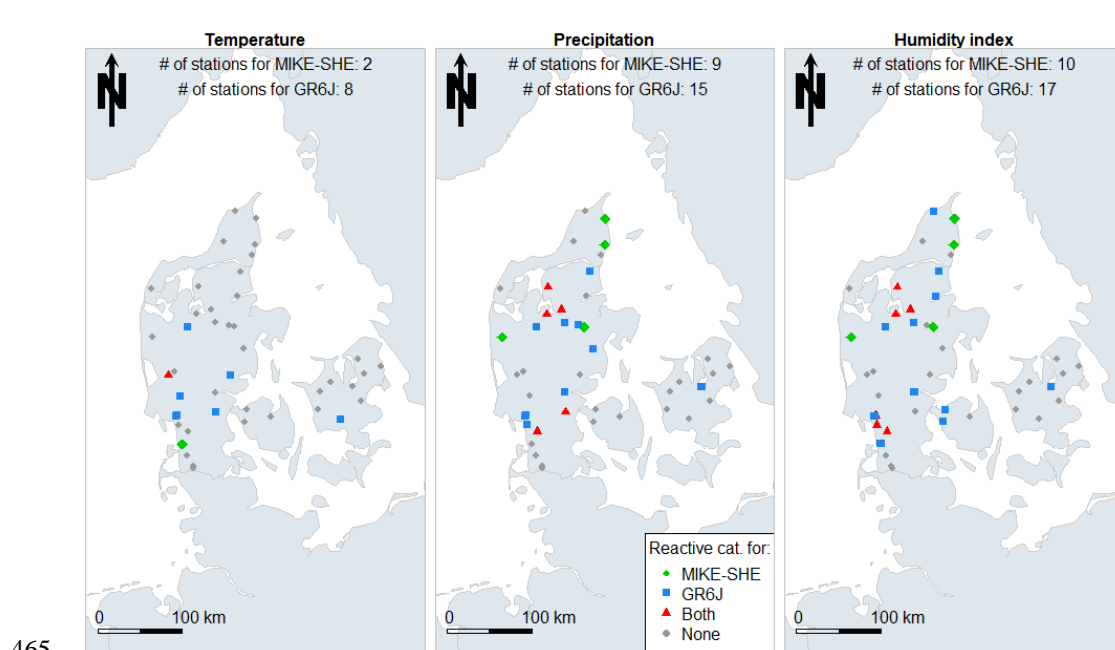 Temperature
# of stations for MIKE-SHE: 2
# of stations for GR6J: 8
N
0 100 km
Precipitation
# of stations for MIKE-SHE: 9
# of stations for GR6J: 15
N
0 100 km
Reactive cat. for:
MIKE-SHE
GR6J
Both
None
Humidity index
# of stations for MIKE-SHE: 10
# of stations for GR6J: 17
N
0 100 km
465